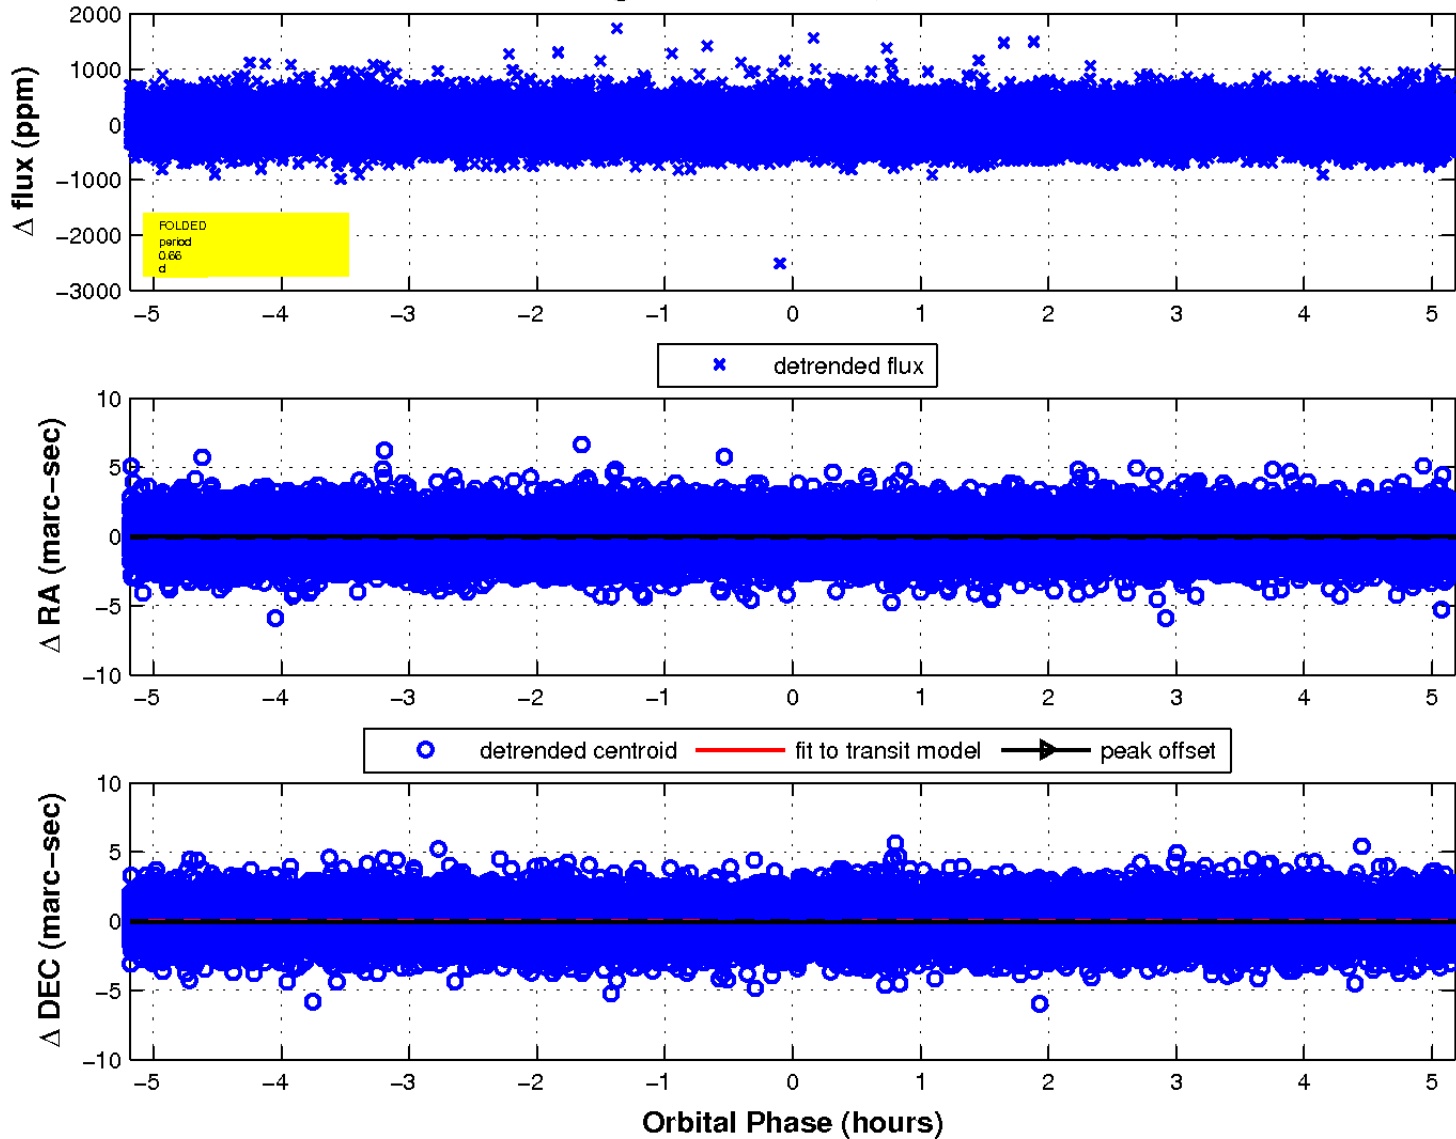 2000
1000
0
−1000
−2000
−3000
Δ flux (ppm)
FOLDED
period
0.66
d
−5 −4 −3 −2 −1 0 1 2 3 4 5
detrended flux
10
5
0
−5
−10
Δ RA (marc−sec)
−5 −4 −3 −2 −1 0 1 2 3 4 5
detrended centroid fit to transit model peak offset
10
5
0
−5
−10
Δ DEC (marc−sec)
−5 −4 −3 −2 −1 0 1 2 3 4 5
Orbital Phase (hours)